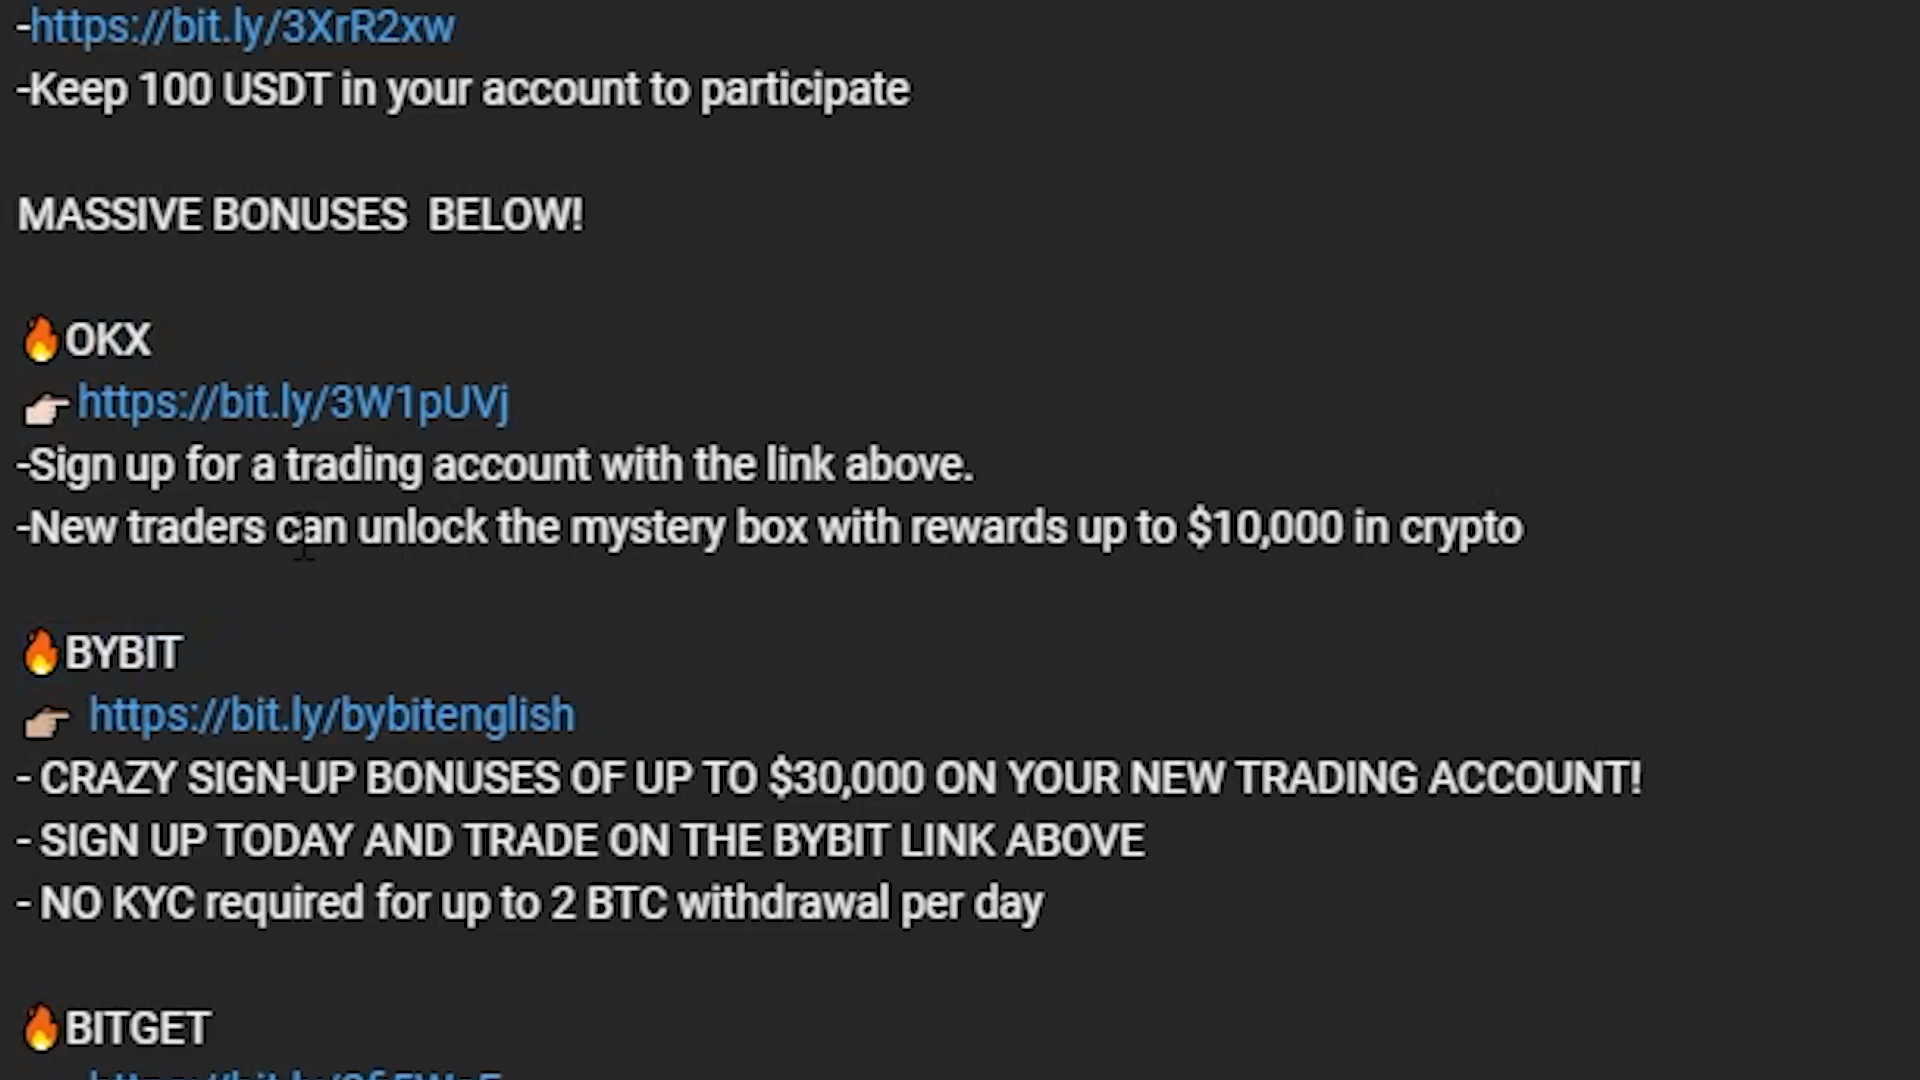 -https://bit.ly/3XrR2xw
-Keep 100 USDT in your account to participate
MASSIVE BONUSES  BELOW!
🔥OKX
👉🏻https://bit.ly/3W1pUVj
-Sign up for a trading account with the link above.
-New traders can unlock the mystery box with rewards up to $10,000 in crypto
🔥BYBIT
👉🏼 https://bit.ly/bybitenglish
- CRAZY SIGN-UP BONUSES OF UP TO $30,000 ON YOUR NEW TRADING ACCOUNT!
- SIGN UP TODAY AND TRADE ON THE BYBIT LINK ABOVE
- NO KYC required for up to 2 BTC withdrawal per day
🔥BITGET